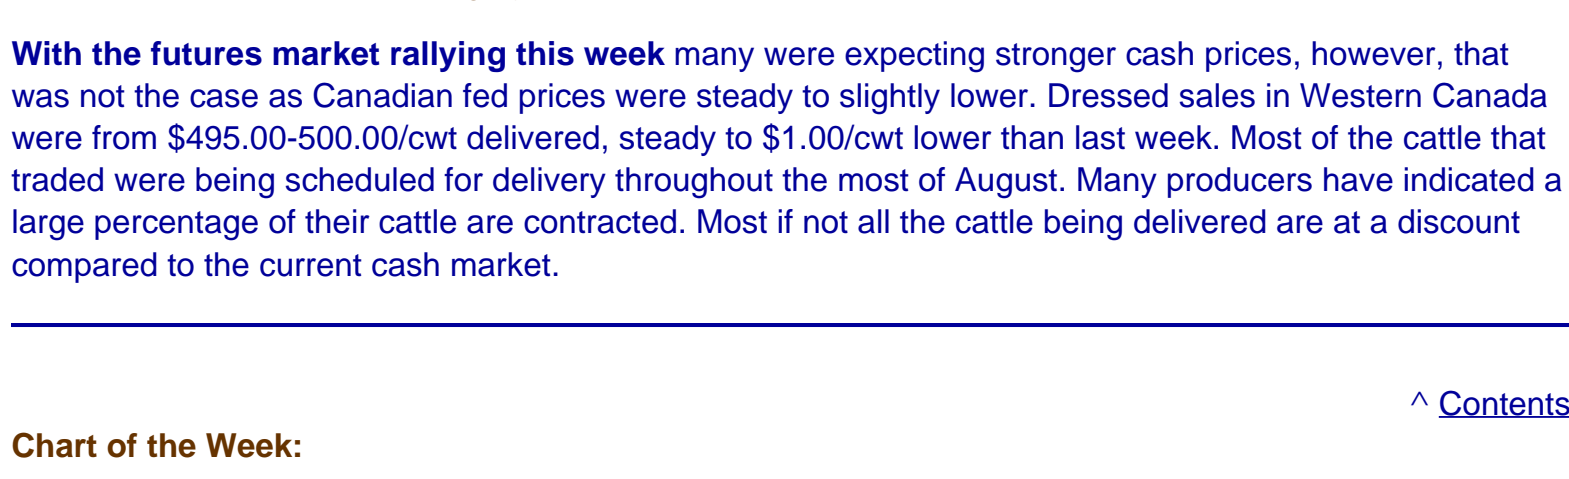 With the futures market rallying this week many were expecting stronger cash prices, however, that
was not the case as Canadian fed prices were steady to slightly lower. Dressed sales in Western Canada
were from $495.00-500.00/cwt delivered, steady to $1.00/cwt lower than last week. Most of the cattle that
traded were being scheduled for delivery throughout the most of August. Many producers have indicated a
large percentage of their cattle are contracted. Most if not all the cattle being delivered are at a discount
compared to the current cash market.
^ Contents
Chart of the Week: